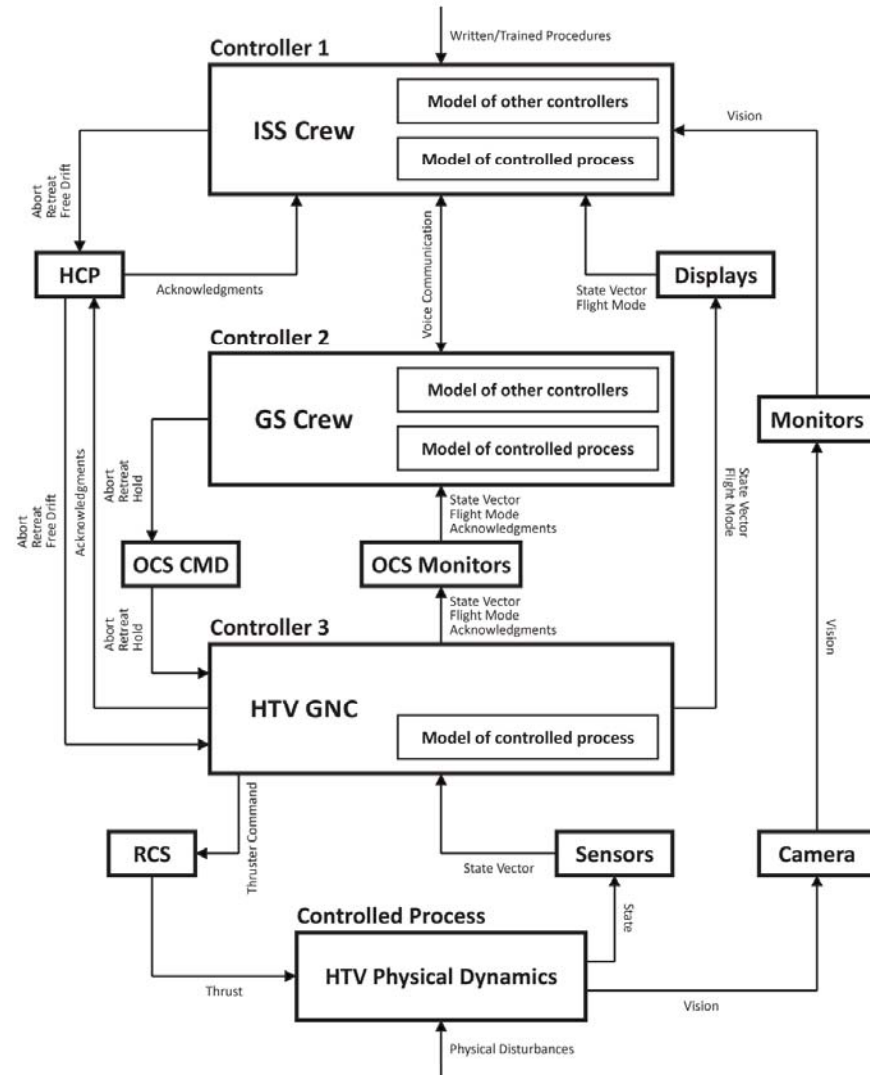 Written/Trained Procedures
Controller 1
ISS Crew
Model of other controllers
Model of controlled process
Vision
Abort
Retreat
Free Drift
HCP
Acknowledgments
Voice Communication
State Vector
Flight Mode
Displays
Controller 2
GS Crew
Model of other controllers
Model of controlled process
Monitors
Abort
Retreat
Free Drift
Acknowledgments
Abort
Retreat
Hold
State Vector
Flight Mode
Acknowledgments
State Vector
Flight Mode
OCS CMD
OCS Monitors
Abort
Retreat
Hold
State Vector
Flight Mode
Acknowledgments
Vision
Controller 3
HTV GNC
Model of controlled process
Thruster Command
RCS
State Vector
Sensors
Camera
State
Controlled Process
HTV Physical Dynamics
Thrust
Vision
Physical Disturbances